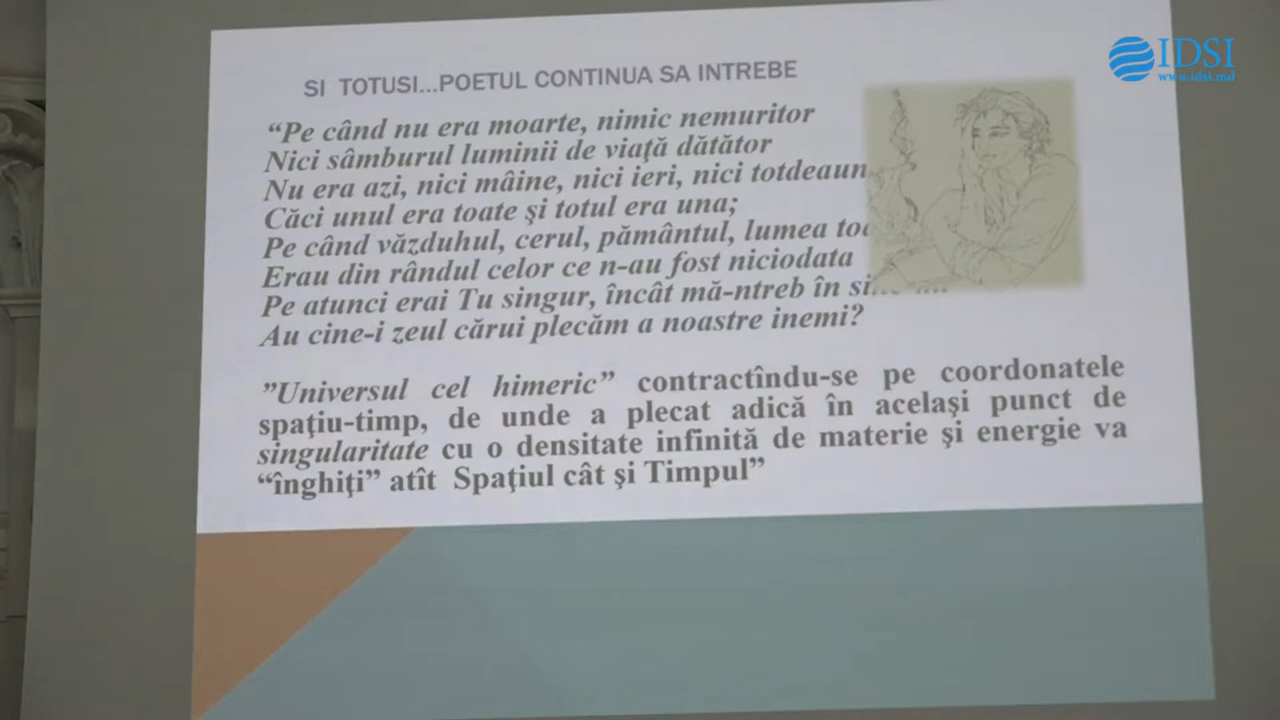 IDSI
www.idsi.md
SI TOTUSI...POETUL CONTINUA SA INTREBE
“Pe când nu era moarte, nimic nemuritor
Nici sâmburul luminii de viaţă dătător
Nu era azi, nici mâine, nici ieri, nici totdeaun
Căci unul era toate şi totul era una;
Pe când văzduhul, cerul, pământul, lumea
Erau din rândul celor ce n-au fost niciodata
Pe atunci erai Tu singur, încât mă-ntreb în
Au cine-i zeul cărui plecăm a noastre inemi?
”Universul cel himeric” contractîndu-se pe coordonatele
spaţiu-timp, de unde a plecat adică în acelaşi punct de
singularitate cu o densitate infinită de materie şi energie va
“înghiţi” atît Spaţiul cât şi Timpul”